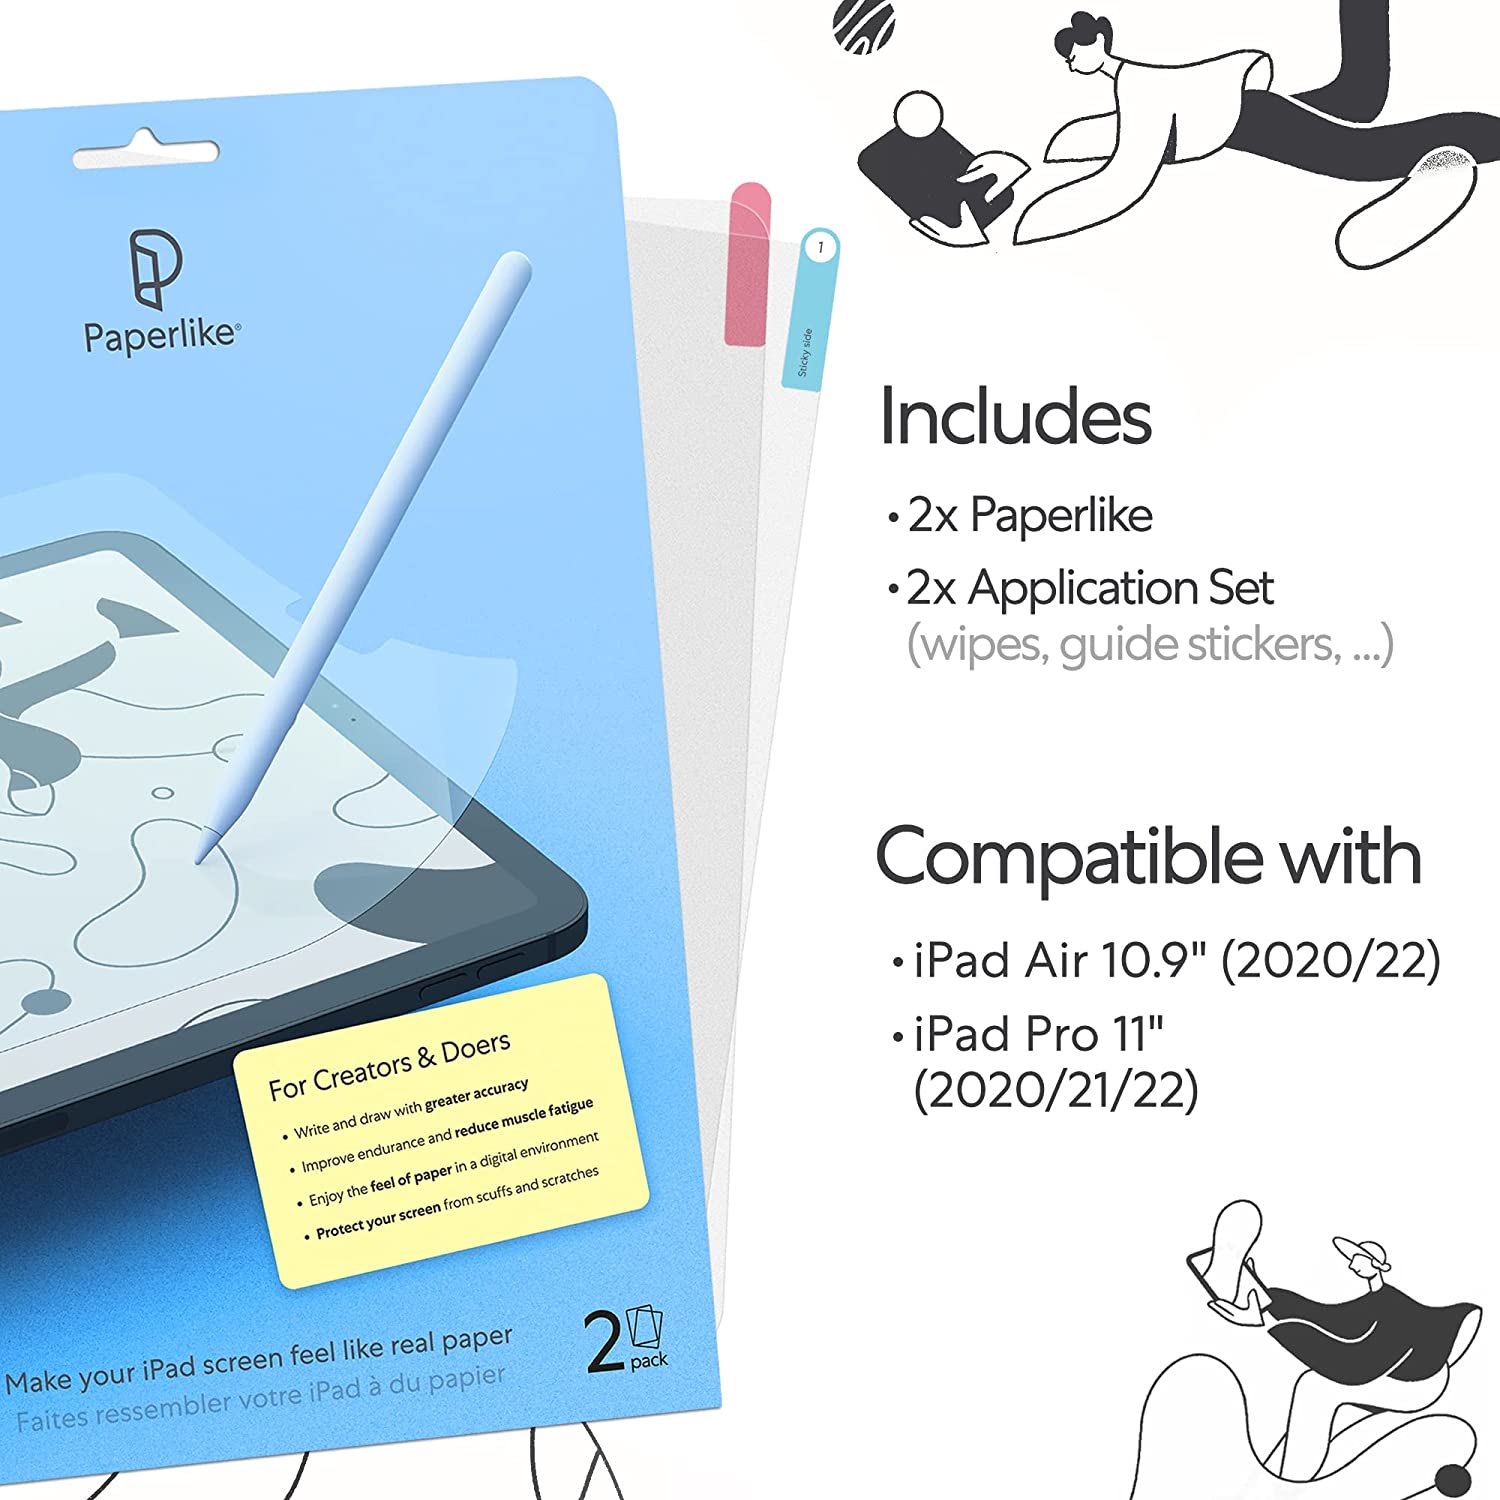 Paperlike®
1
Sticky side
For Creators & Doers
• Write and draw with greater accuracy
• Improve endurance and reduce muscle fatigue
• Enjoy the feel of paper in a digital environment
• Protect your screen from scuffs and scratches
Make your iPad screen feel like real paper
Faites ressembler votre iPad à du papier
2 pack
Includes
• 2x Paperlike
• 2x Application Set
(wipes, guide stickers, ...)
Compatible with
• iPad Air 10.9" (2020/22)
• iPad Pro 11"
(2020/21/22)